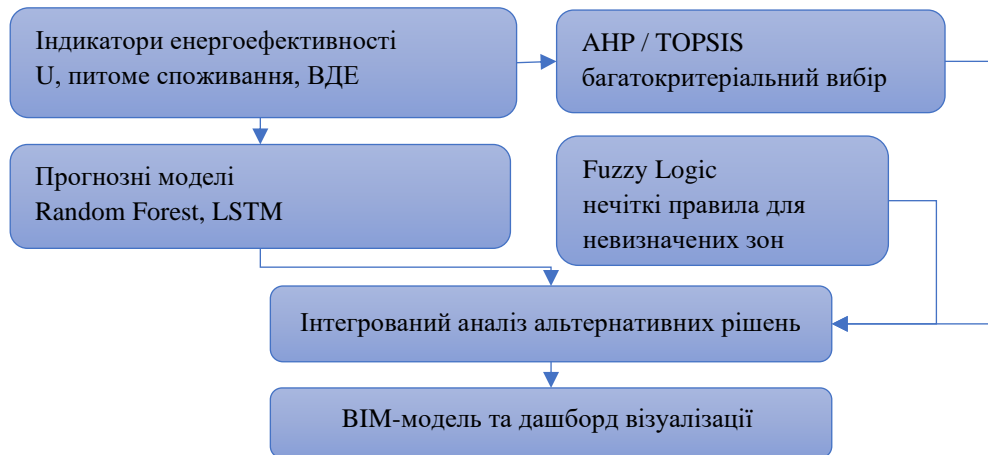 Індикатори енергоефективності
U, питоме споживання, ВДЕ
AHP / TOPSIS
багатокритеріальний вибір
Прогнозні моделі
Random Forest, LSTM
Fuzzy Logic
нечіткі правила для
невизначених зон
Інтегрований аналіз альтернативних рішень
BIM-модель та дашборд візуалізації